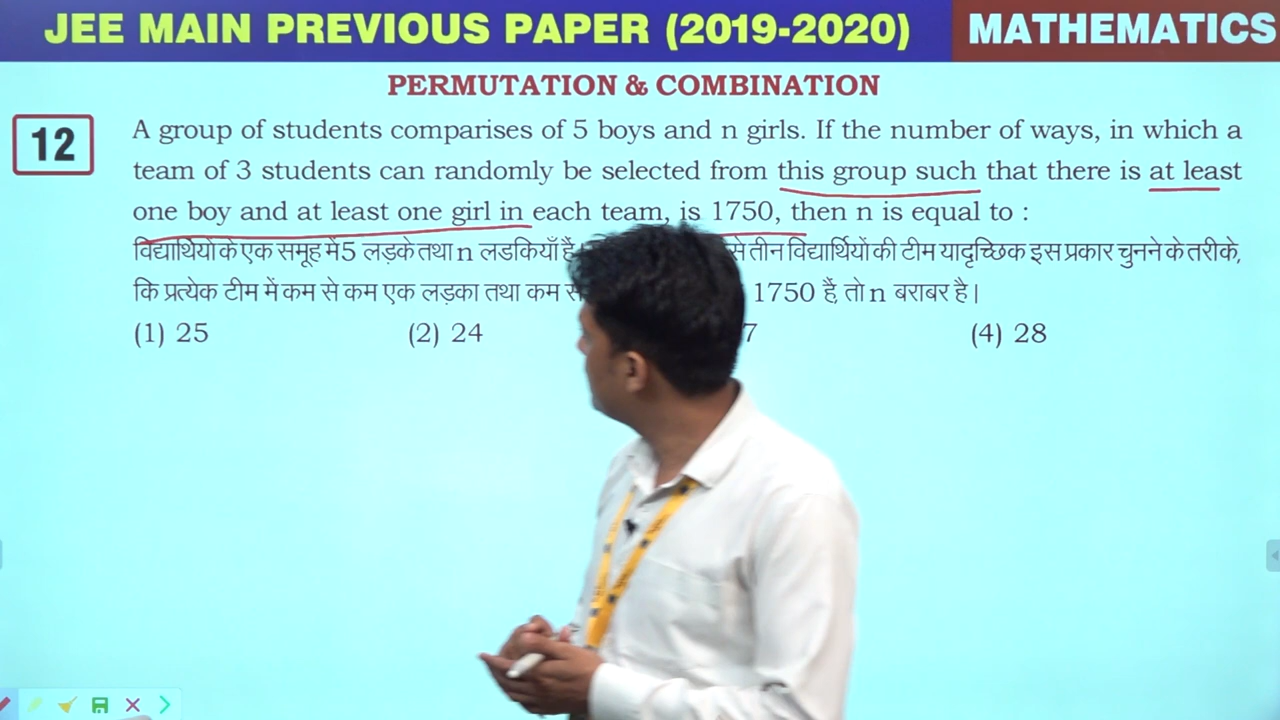 JEE MAIN PREVIOUS PAPER (2019-2020)
MATHEMATICS
PERMUTATION & COMBINATION
12
A group of students comparises of 5 boys and n girls. If the number of ways, in which a
team of 3 students can randomly be selected from this group such that there is at least
one boy and at least one girl in each team, is 1750, then n is equal to :
विद्यार्थियों के एक समूह में 5 लड़के तथा n लडकियाँ हैं। से तीन विद्यार्थियों की टीम यादृच्छिक इस प्रकार चुनने के तरीके,
कि प्रत्येक टीम में कम से कम एक लड़का तथा कम 1750 हैं, तो n बराबर है।
(1) 25 (2) 24 7 (4) 28